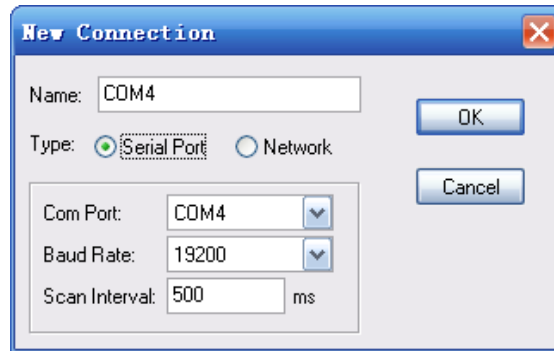 New Connection
Name: COM4
OK
Type: Serial Port Network
Cancel
Com Port: COM4
Baud Rate: 19200
Scan Interval: 500 ms